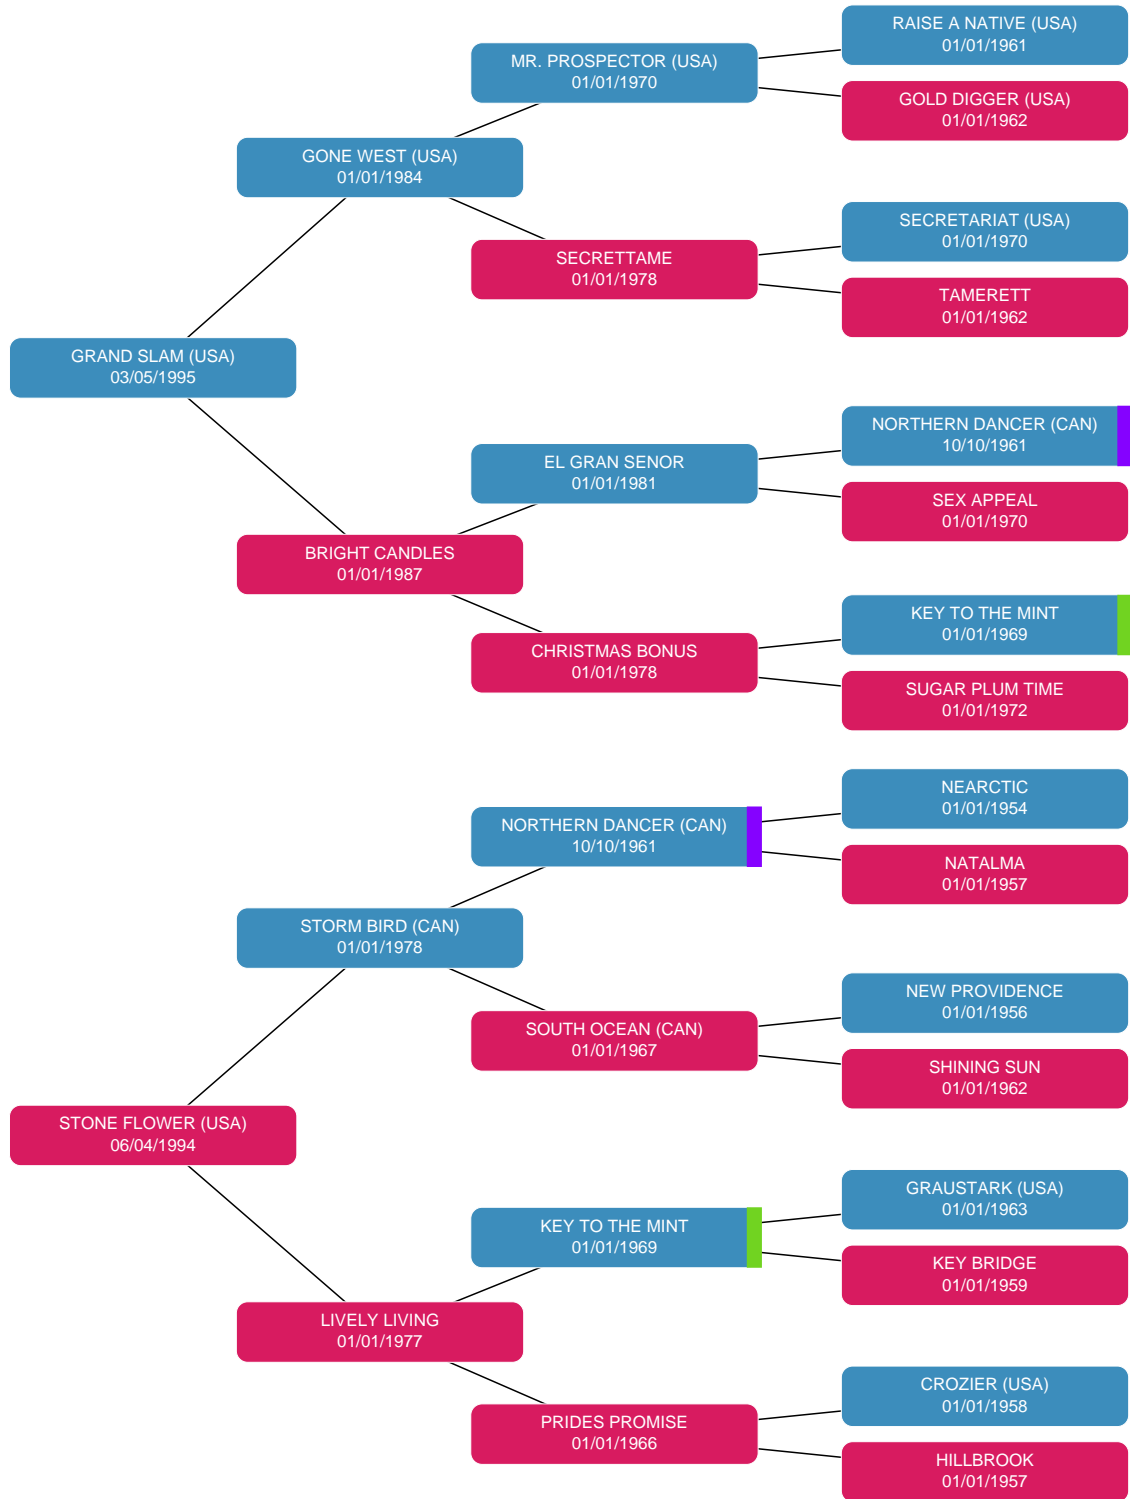 RAISE A NATIVE (USA)
01/01/1961
MR. PROSPECTOR (USA)
01/01/1970
GOLD DIGGER (USA)
01/01/1962
GONE WEST (USA)
01/01/1984
SECRETARIAT (USA)
01/01/1970
SECRETTAME
01/01/1978
TAMERETT
01/01/1962
GRAND SLAM (USA)
03/05/1995
NORTHERN DANCER (CAN)
10/10/1961
EL GRAN SENOR
01/01/1981
SEX APPEAL
01/01/1970
BRIGHT CANDLES
01/01/1987
KEY TO THE MINT
01/01/1969
CHRISTMAS BONUS
01/01/1978
SUGAR PLUM TIME
01/01/1972
NEARCTIC
01/01/1954
NORTHERN DANCER (CAN)
10/10/1961
NATALMA
01/01/1957
STORM BIRD (CAN)
01/01/1978
NEW PROVIDENCE
01/01/1956
SOUTH OCEAN (CAN)
01/01/1967
SHINING SUN
01/01/1962
STONE FLOWER (USA)
06/04/1994
GRAUSTARK (USA)
01/01/1963
KEY TO THE MINT
01/01/1969
KEY BRIDGE
01/01/1959
LIVELY LIVING
01/01/1977
CROZIER (USA)
01/01/1958
PRIDES PROMISE
01/01/1966
HILLBROOK
01/01/1957